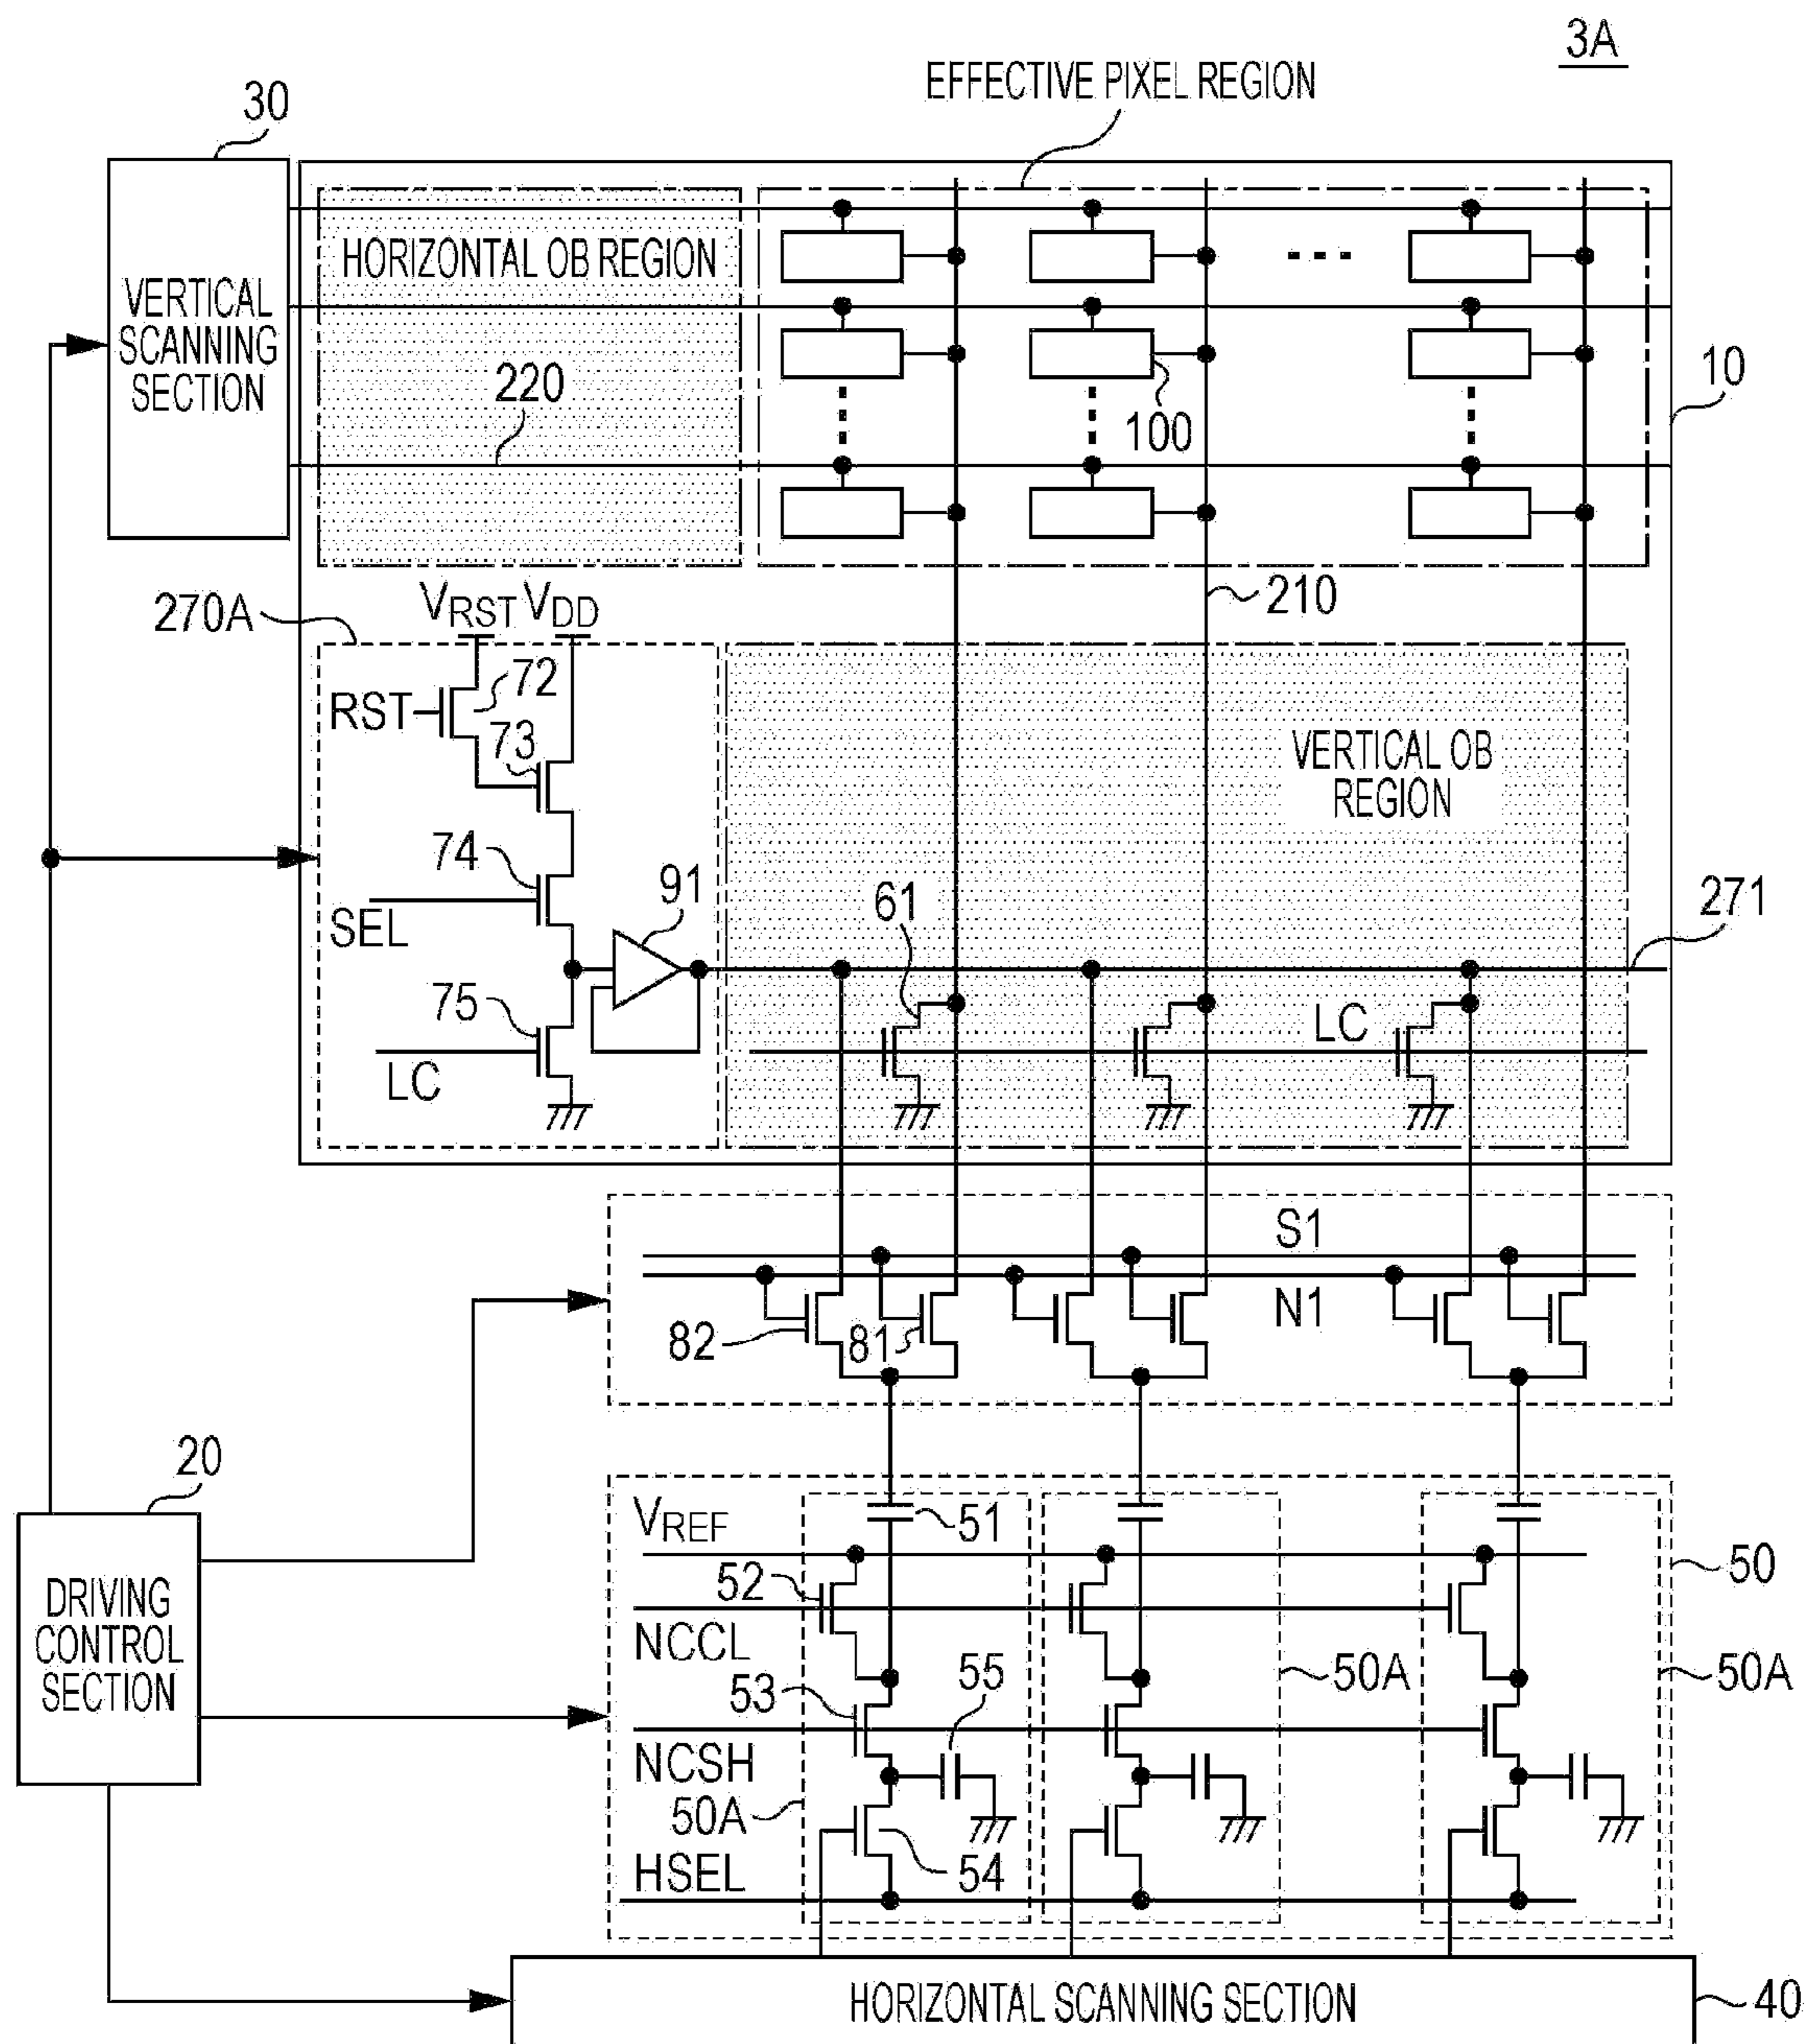 3A
EFFECTIVE PIXEL REGION
30
HORIZONTAL OB REGION
VERTICAL
SCANNING
SECTION
10
220
100
270A
VRST VDD
210
72
RST
73
VERTICAL OB
REGION
74
91
61
271
SEL
75
LC
LC
S1
N1
82
81
20
VREF
51
50
52
DRIVING
CONTROL
SECTION
NCCL
55
50A
50A
53
NCSH
50A
54
HSEL
HORIZONTAL SCANNING SECTION
40